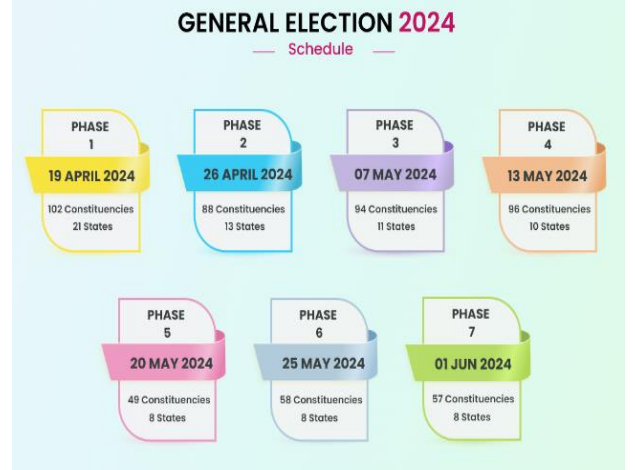 GENERAL ELECTION 2024
Schedule
PHASE
1
19 APRIL 2024
102 Constituencies
21 States
PHASE
2
26 APRIL 2024
88 Constituencies
13 States
PHASE
3
07 MAY 2024
94 Constituencies
11 States
PHASE
4
13 MAY 2024
96 Constituencies
10 States
PHASE
5
20 MAY 2024
49 Constituencies
8 States
PHASE
6
25 MAY 2024
58 Constituencies
8 States
PHASE
7
01 JUN 2024
57 Constituencies
8 States